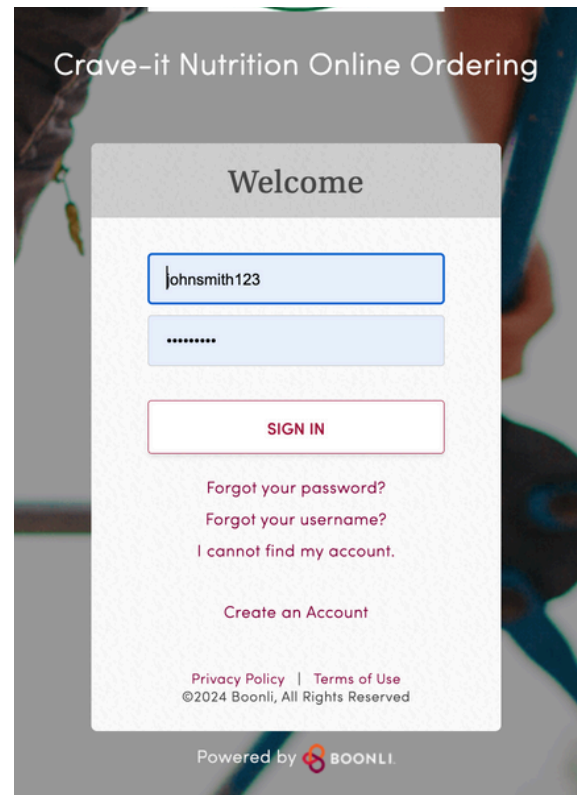 Crave-it Nutrition Online Ordering
Welcome
johnsmith123
•••••••••
SIGN IN
Forgot your password?
Forgot your username?
I cannot find my account.
Create an Account
Privacy Policy | Terms of Use
©2024 Boonli, All Rights Reserved
Powered by BOONLI.